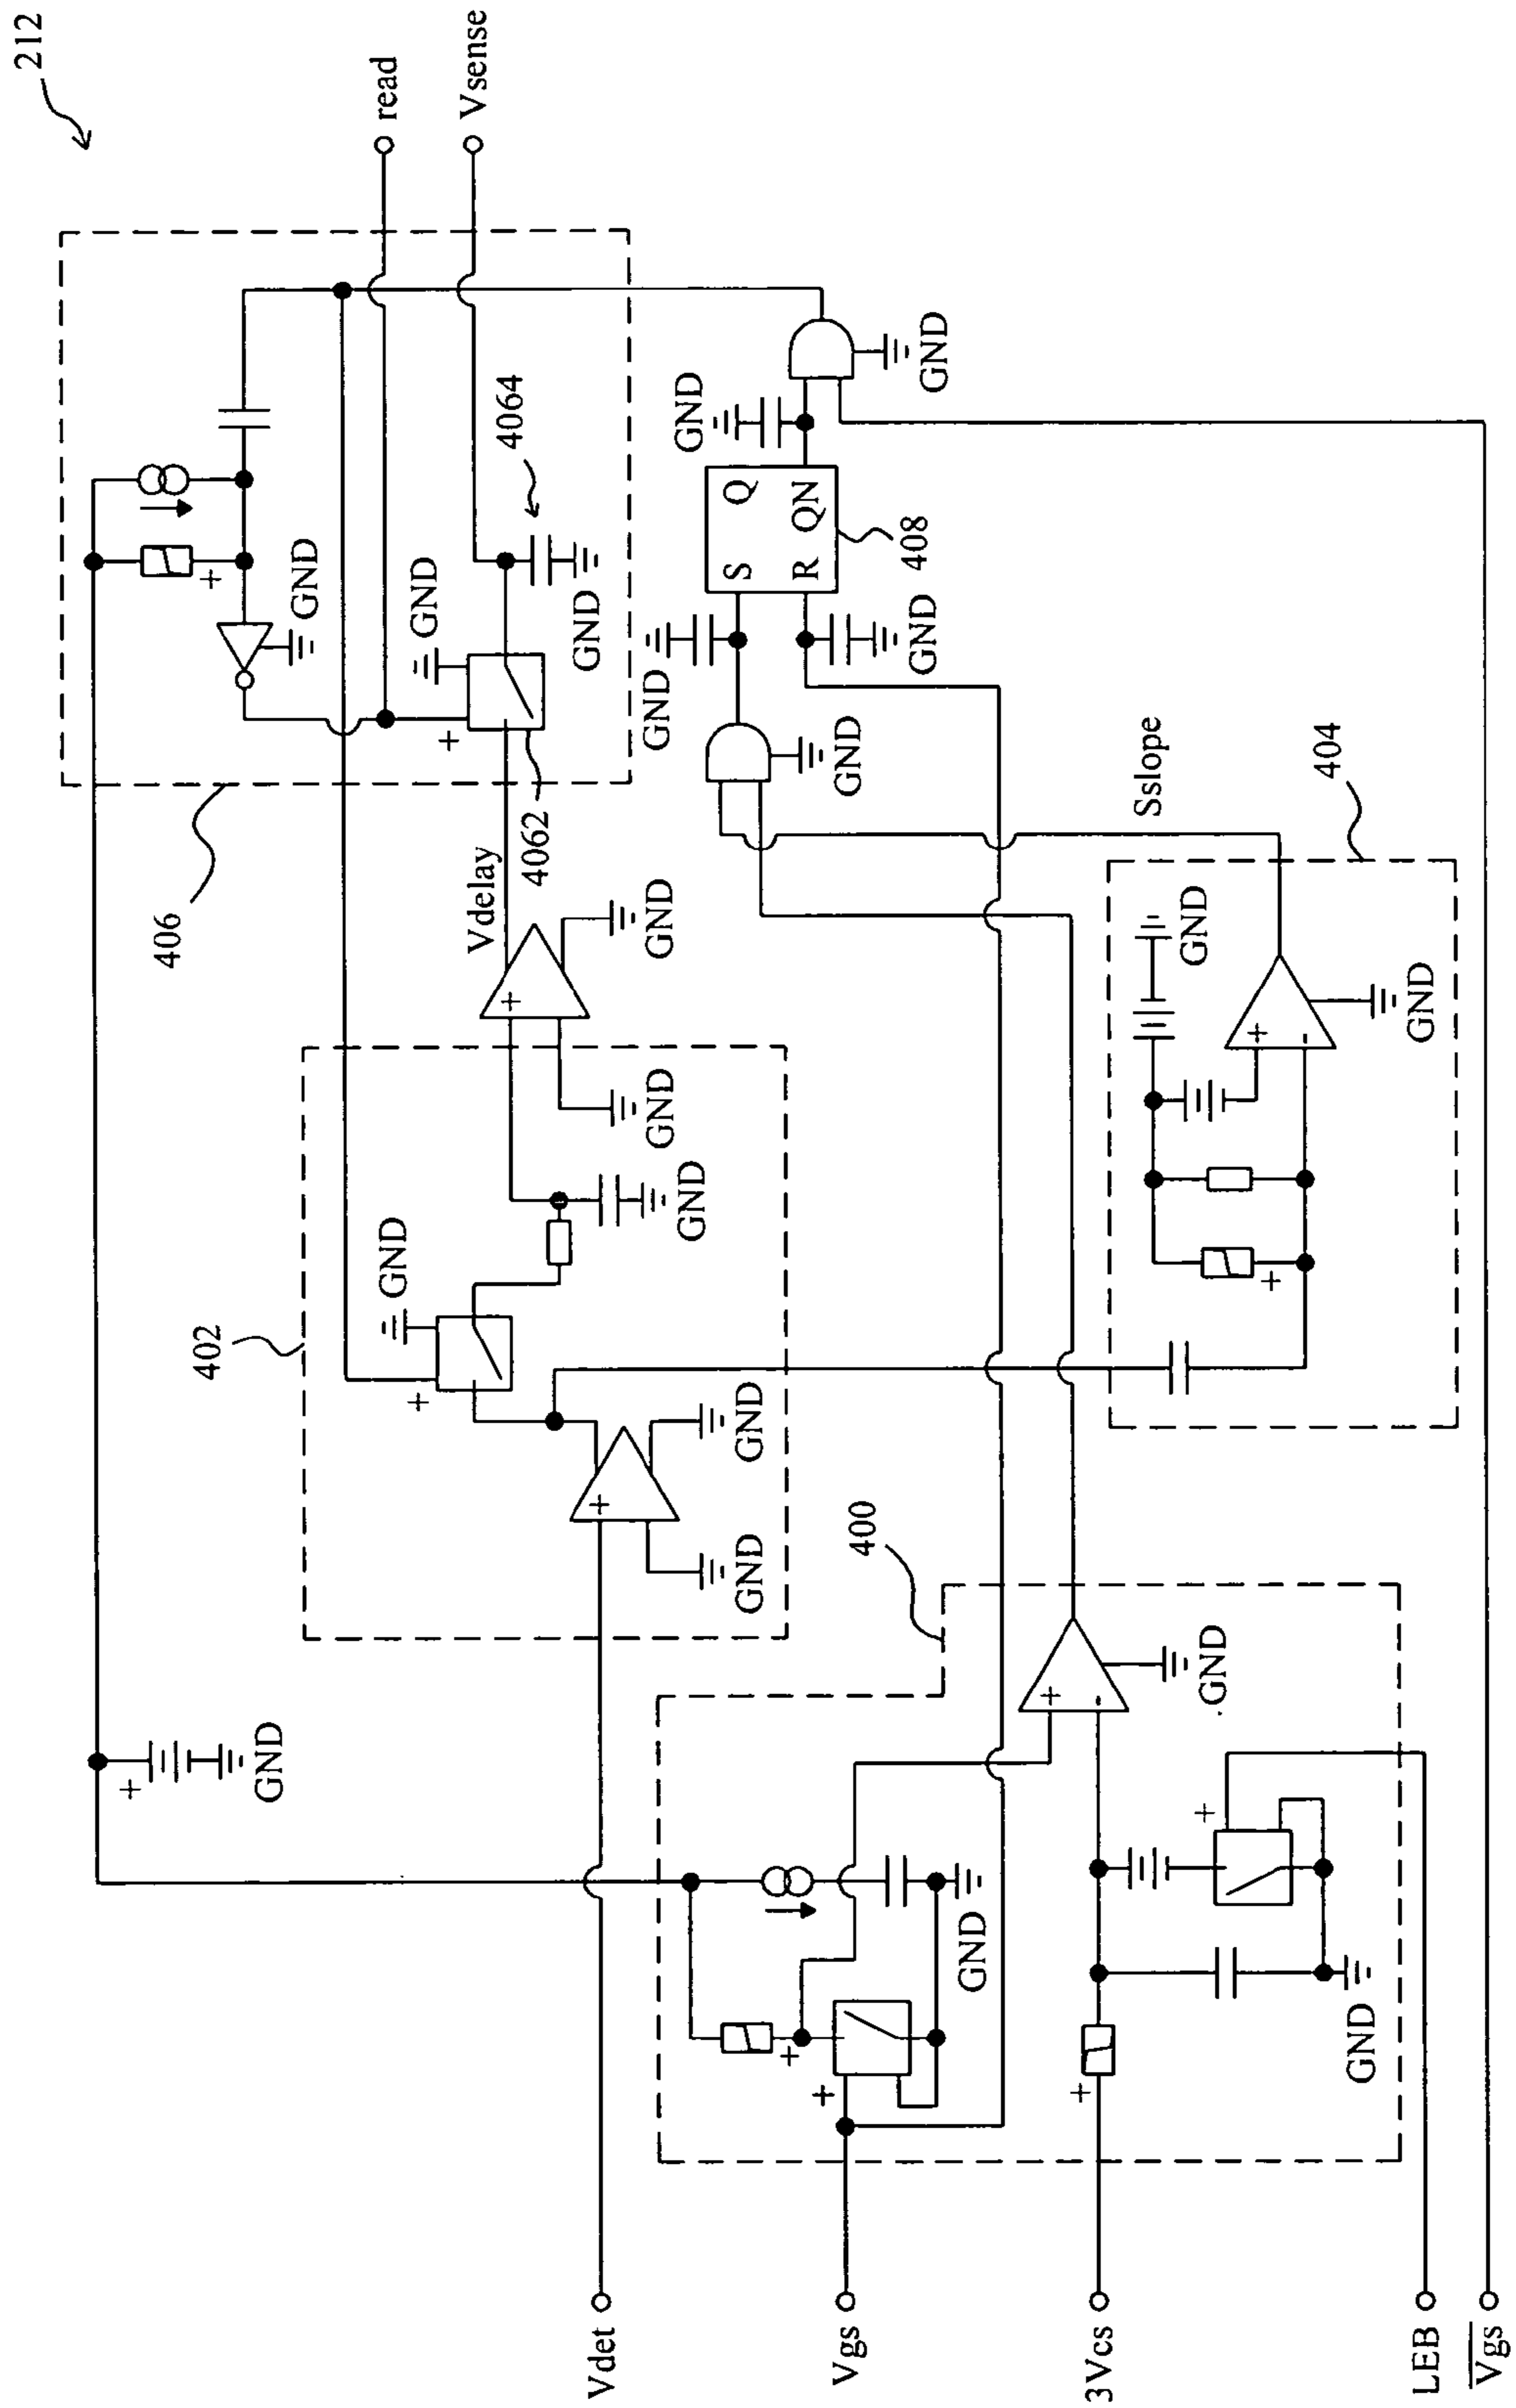 212
read
Vsense
+
GND
+
GND
4064
GND
+
4062
406
Vdelay
+
GND
GND
GND
GND
+
402
+
GND
GND
+
GND
GND
GND
S
Q
R
QN
408
GND
GND
GND
GND
Sslope
404
GND
+
-
GND
+
400
+
-
GND
+
GND
+
+
+
GND
Vdet
Vgs
3Vcs
LEB
Vgs